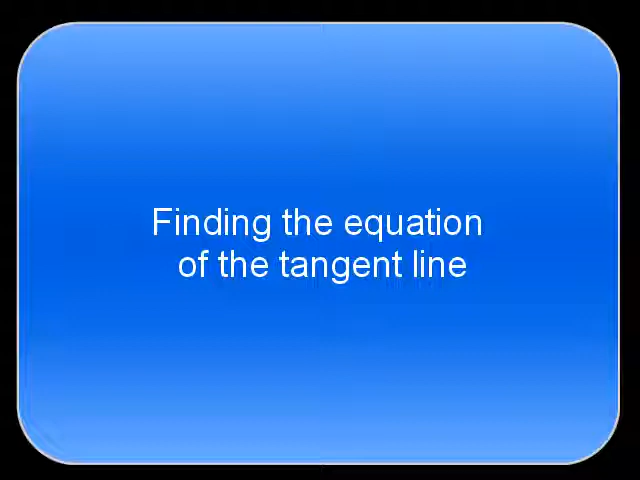 Finding the equation
of the tangent line